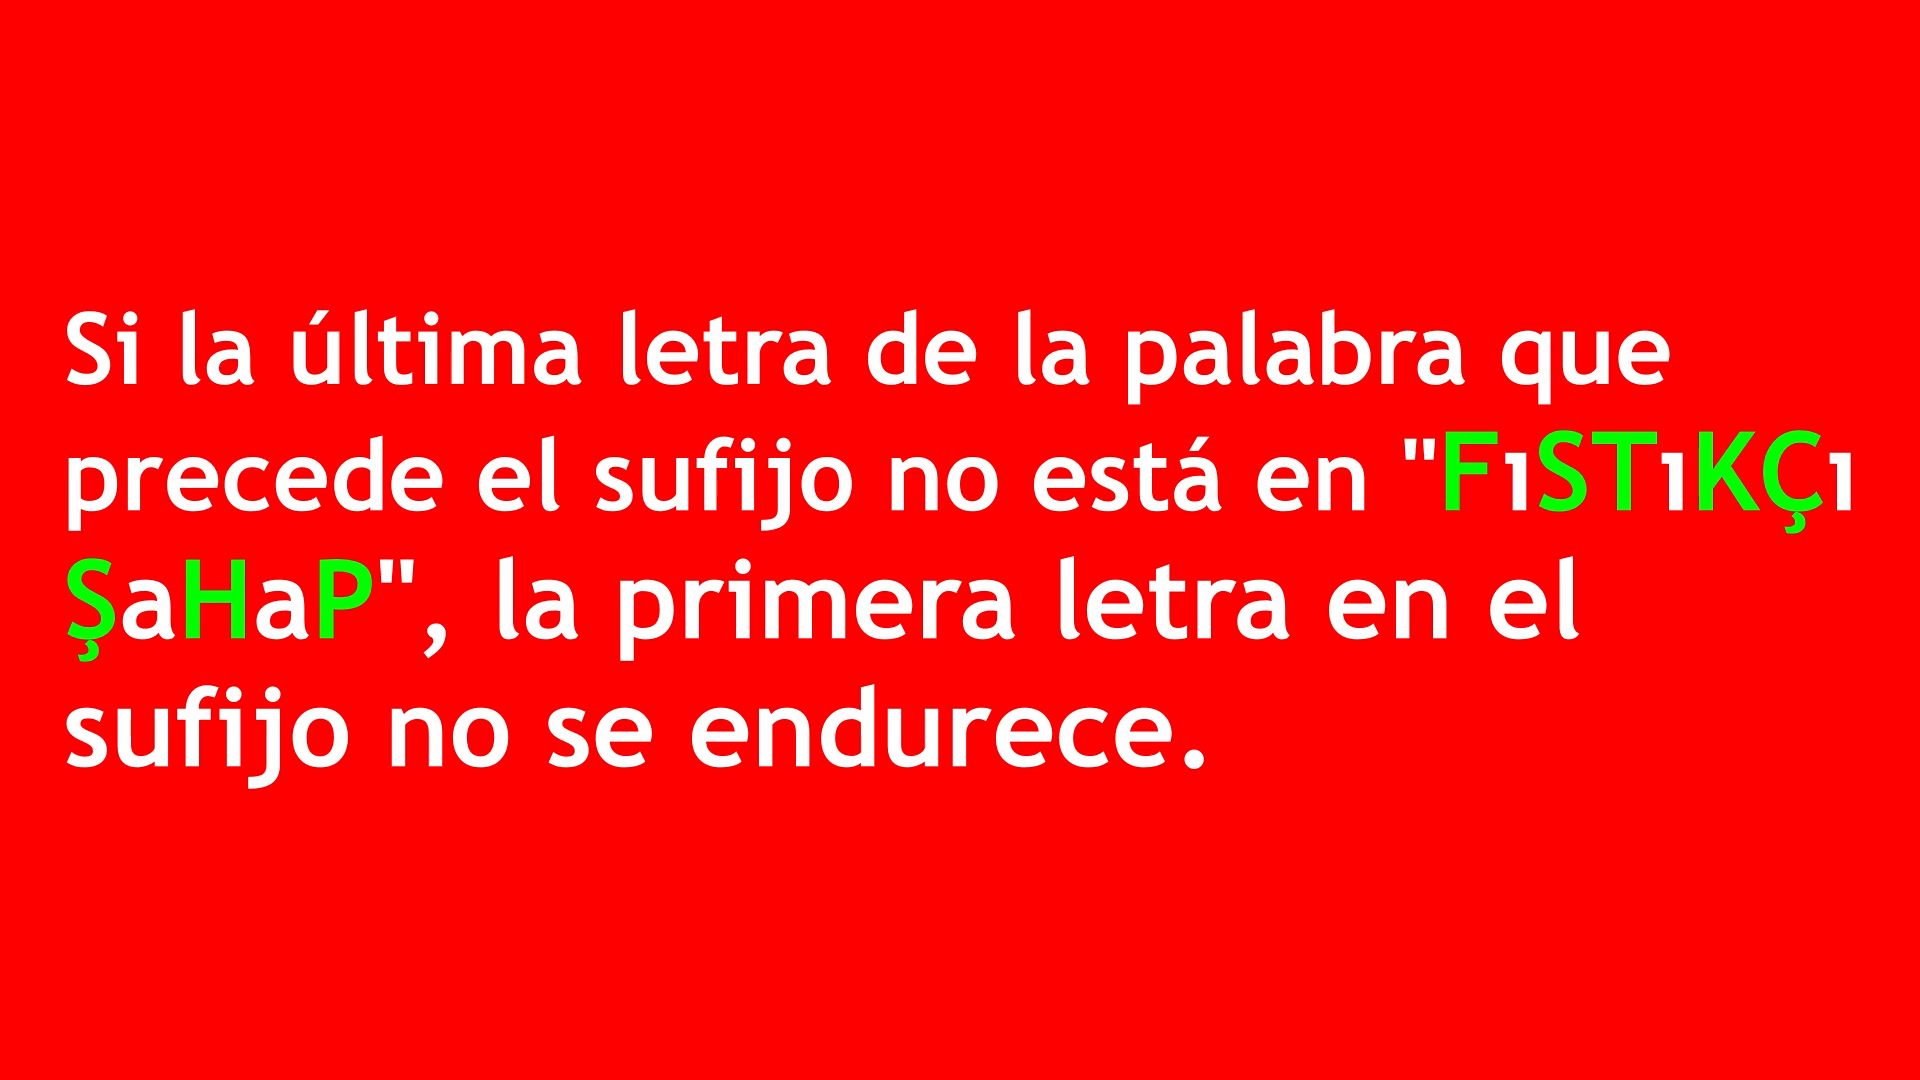 Si la última letra de la palabra que
precede el sufijo no está en "FıSTıKÇı
ŞaHaP", la primera letra en el
sufijo no se endurece.